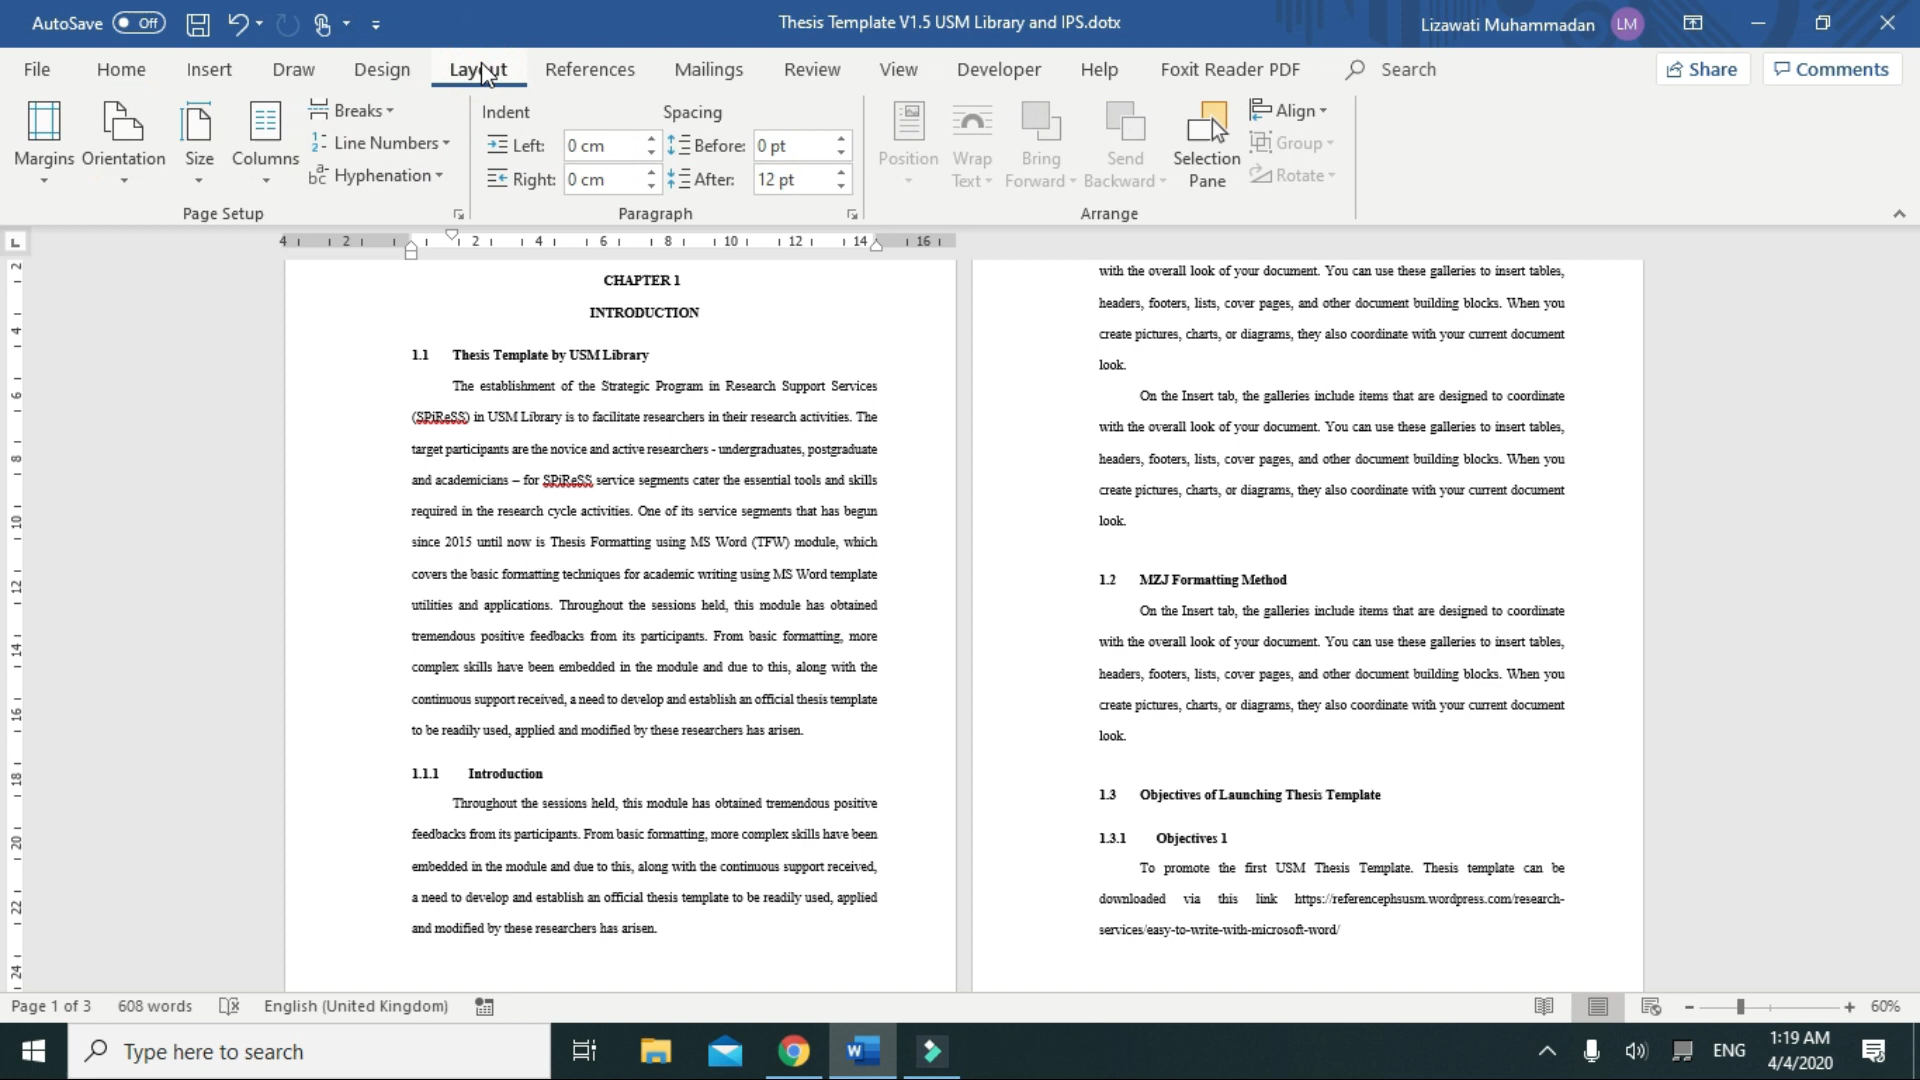 AutoSave Off
Thesis Template V1.5 USM Library and IPS.dotx
Lizawati Muhammadan LM
File Home Insert Draw Design Layout References Mailings Review View Developer Help Foxit Reader PDF Search Share Comments
Margins
Orientation
Size
Columns
Breaks
Line Numbers
Hyphenation
Page Setup
Indent
Left: 0 cm
Right: 0 cm
Spacing
Before: 0 pt
After: 12 pt
Paragraph
Position
Wrap
Text
Bring
Forward
Send
Backward
Selection
Pane
Align
Group
Rotate
Arrange
L
4 2 2 4 6 8 10 12 14 16
2
4
6
8
10
12
14
16
18
20
22
24
CHAPTER 1
INTRODUCTION
1.1 Thesis Template by USM Library
The establishment of the Strategic Program in Research Support Services
(SPiReSS) in USM Library is to facilitate researchers in their research activities. The
target participants are the novice and active researchers - undergraduates, postgraduate
and academicians – for SPiReSS service segments cater the essential tools and skills
required in the research cycle activities. One of its service segments that has begun
since 2015 until now is Thesis Formatting using MS Word (TFW) module, which
covers the basic formatting techniques for academic writing using MS Word template
utilities and applications. Throughout the sessions held, this module has obtained
tremendous positive feedbacks from its participants. From basic formatting, more
complex skills have been embedded in the module and due to this, along with the
continuous support received, a need to develop and establish an official thesis template
to be readily used, applied and modified by these researchers has arisen.
1.1.1 Introduction
Throughout the sessions held, this module has obtained tremendous positive
feedbacks from its participants. From basic formatting, more complex skills have been
embedded in the module and due to this, along with the continuous support received,
a need to develop and establish an official thesis template to be readily used, applied
and modified by these researchers has arisen.
with the overall look of your document. You can use these galleries to insert tables,
headers, footers, lists, cover pages, and other document building blocks. When you
create pictures, charts, or diagrams, they also coordinate with your current document
look.
On the Insert tab, the galleries include items that are designed to coordinate
with the overall look of your document. You can use these galleries to insert tables,
headers, footers, lists, cover pages, and other document building blocks. When you
create pictures, charts, or diagrams, they also coordinate with your current document
look.
1.2 MZJ Formatting Method
On the Insert tab, the galleries include items that are designed to coordinate
with the overall look of your document. You can use these galleries to insert tables,
headers, footers, lists, cover pages, and other document building blocks. When you
create pictures, charts, or diagrams, they also coordinate with your current document
look.
1.3 Objectives of Launching Thesis Template
1.3.1 Objectives 1
To promote the first USM Thesis Template. Thesis template can be
downloaded via this link https://referencephsusm.wordpress.com/research-
services/easy-to-write-with-microsoft-word/
Page 1 of 3 608 words English (United Kingdom) 60%
Type here to search
ENG
1:19 AM
4/4/2020